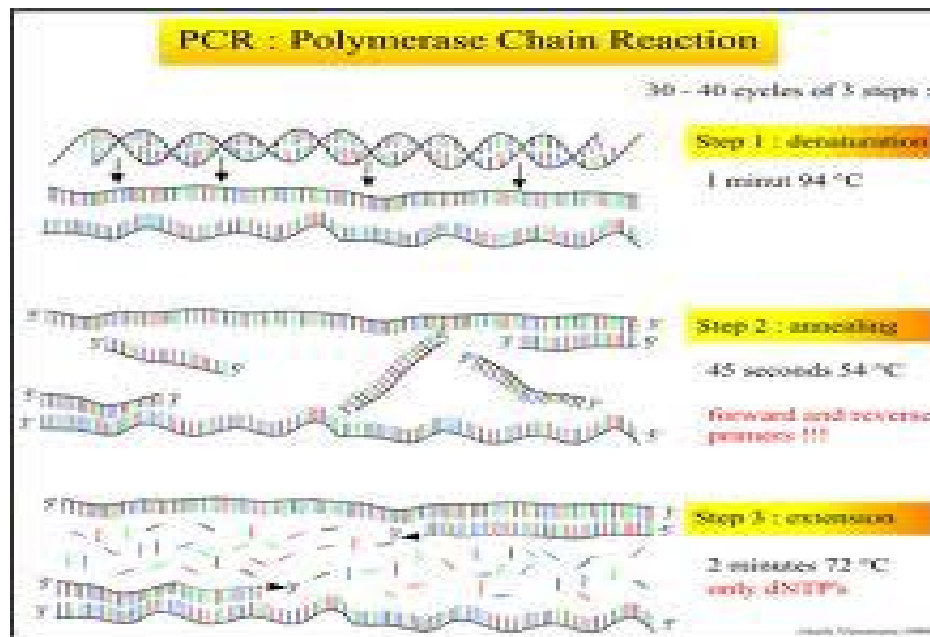 PCR : Polymerase Chain Reaction
30 - 40 cycles of 3 steps :
Step 1 : denaturation
1 minut 94 °C
Step 2 : annealing
45 seconds 54 °C
forward and reverse
primers !!!
Step 3 : extension
2 minutes 72 °C
only dNTP's